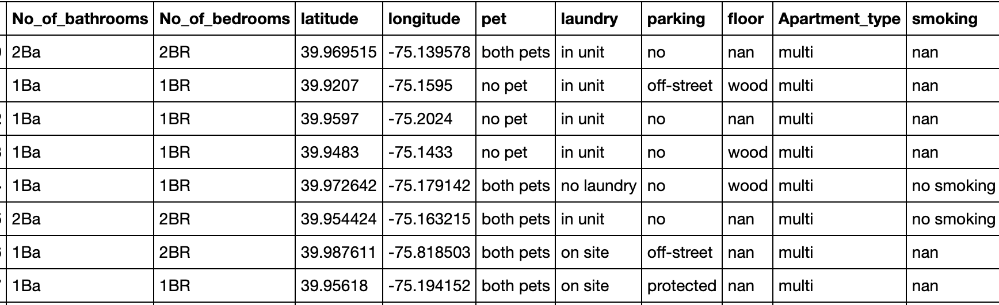 No_of_bathrooms No_of_bedrooms latitude longitude pet laundry parking floor Apartment_type smoking
2Ba 2BR 39.969515 -75.139578 both pets in unit no nan multi nan
1Ba 1BR 39.9207 -75.1595 no pet in unit off-street wood multi nan
1Ba 1BR 39.9597 -75.2024 no pet in unit no nan multi nan
1Ba 1BR 39.9483 -75.1433 no pet in unit no wood multi nan
1Ba 1BR 39.972642 -75.179142 both pets no laundry no wood multi no smoking
2Ba 2BR 39.954424 -75.163215 both pets in unit no nan multi no smoking
1Ba 2BR 39.987611 -75.818503 both pets on site off-street nan multi nan
1Ba 1BR 39.95618 -75.194152 both pets on site protected nan multi nan